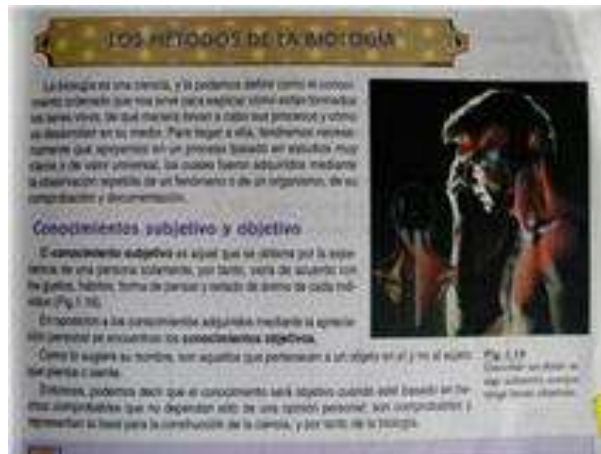 LOS MÉTODOS DE LA BIOLOGÍA
La biología es una ciencia, y la podemos definir como el conoci-
miento ordenado que nos sirve para explicar cómo están formados
los seres vivos, de qué manera llevan a cabo sus procesos y cómo
se desarrollan en su medio. Para llegar a ella, tendremos necesa-
riamente que apoyarnos en un proceso basado en estudios muy
claros y de valor universal, los cuales fueron adquiridos mediante
la observación repetida de un fenómeno o de un organismo, de su
comprobación y documentación.
Conocimientos subjetivo y objetivo
El conocimiento subjetivo es aquel que se obtiene por la expe-
riencia de una persona solamente, por tanto, varía de acuerdo con
los gustos, hábitos, forma de pensar y estado de ánimo de cada indi-
viduo (Fig. 1.19).
En oposición a los conocimientos adquiridos mediante la aprecia-
ción personal se encuentran los conocimientos objetivos.
Como lo sugiere su nombre, son aquellos que pertenecen a un objeto en sí y no al sujeto
que piensa o siente.
Entonces, podemos decir que el conocimiento será objetivo cuando esté basado en he-
chos comprobables que no dependan sólo de una opinión personal; son comprobables y
representan la base para la construcción de la ciencia, y por tanto de la biología.
Fig. 1.19